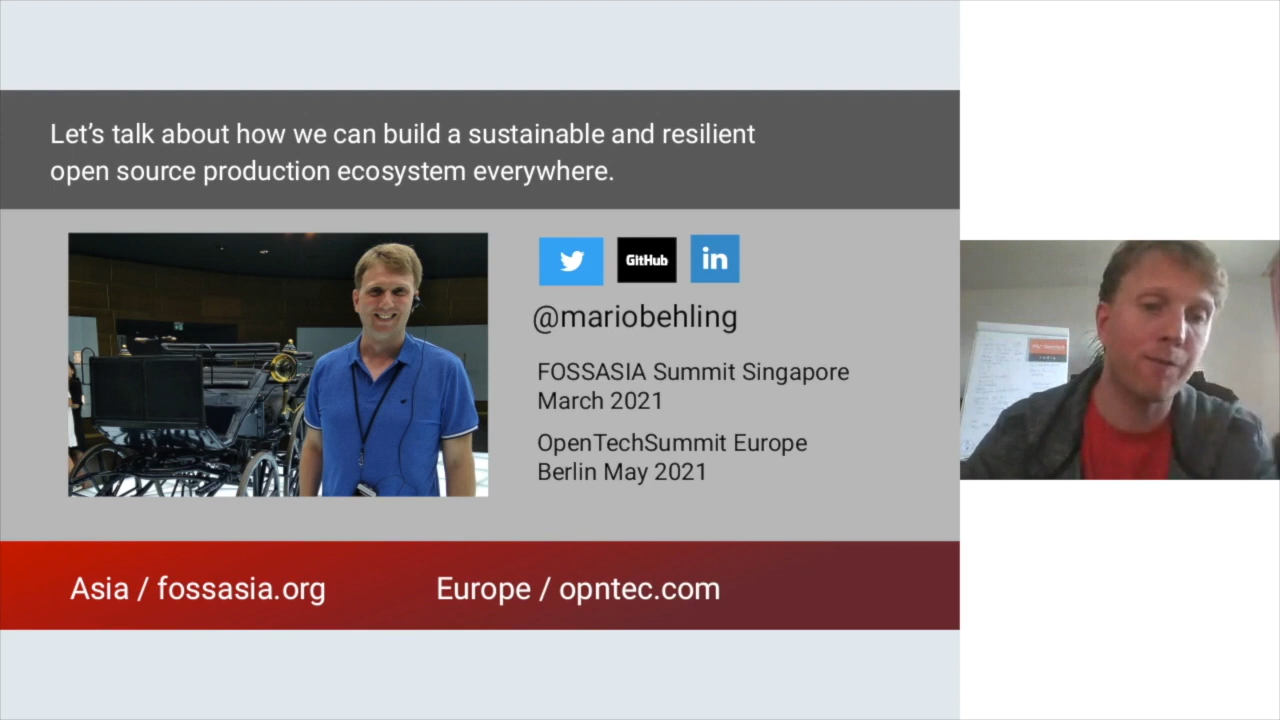 Let’s talk about how we can build a sustainable and resilient
open source production ecosystem everywhere.
GitHub
in
@mariobehling
FOSSASIA Summit Singapore
March 2021
OpenTechSummit Europe
Berlin May 2021
Asia / fossasia.org
Europe / opntec.com